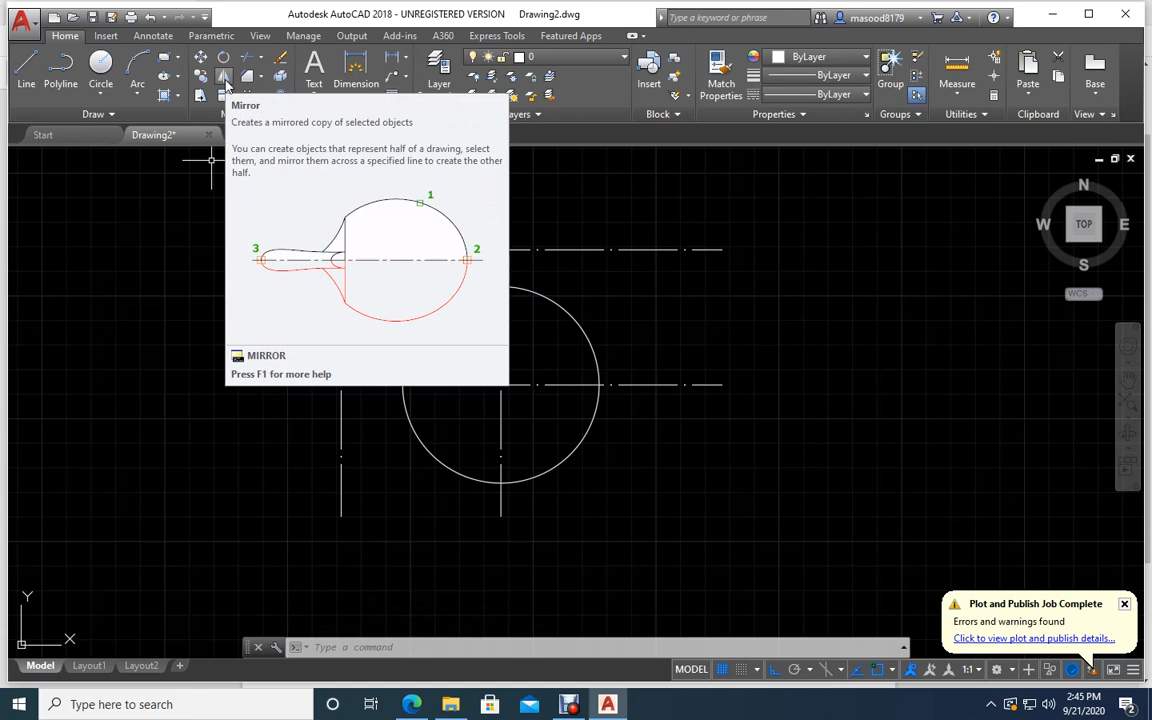 Autodesk AutoCAD 2018 - UNREGISTERED VERSION Drawing2.dwg
Type a keyword or phrase
masood8179
Home Insert Annotate Parametric View Manage Output Add-ins A360 Express Tools Featured Apps
0
ByLayer
ByLayer
ByLayer
Line Polyline Circle Arc
Text Dimension Layer
Insert Match Properties
Group Utilities Paste Base
Draw
Block Properties Groups Utilities Clipboard View
Start Drawing2*
Mirror
Creates a mirrored copy of selected objects
You can create objects that represent half of a drawing, select
them, and mirror them across a specified line to create the other
half.
1
3 2
MIRROR
Press F1 for more help
N
W TOP E
S
WCS
Y
X
Plot and Publish Job Complete
Errors and warnings found
Click to view plot and publish details...
Type a command
Model Layout1 Layout2 +
MODEL 1:1
Type here to search
2:45 PM
9/21/2020
2